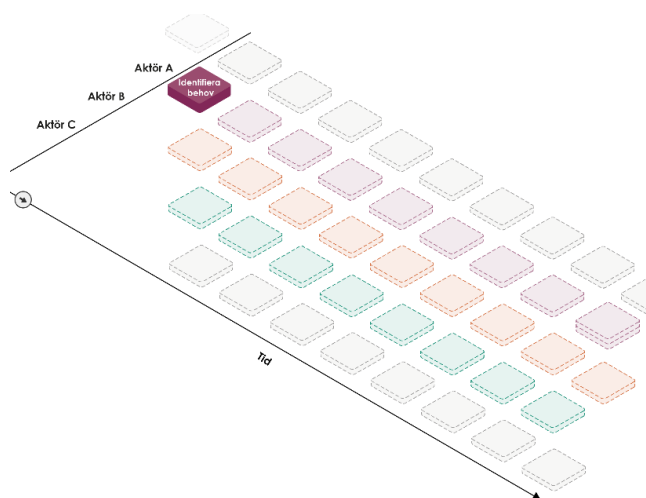 Aktör A
Identifiera
behov
Aktör B
Aktör C
Tid